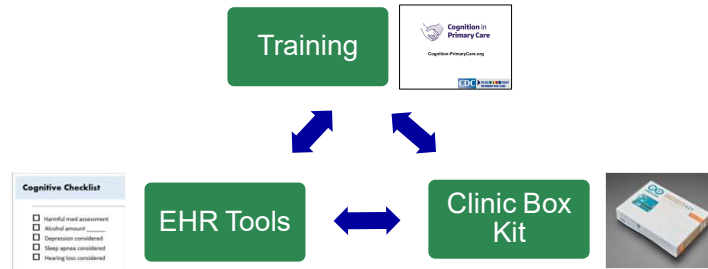 Training
Cognition in
Primary Care
Cognition-PrimaryCare.org
CDC
EHR Tools
Clinic Box
Kit
Cognitive Checklist
Harmful med assessment
Alcohol amount ______
Depression considered
Sleep apnea considered
Hearing loss considered